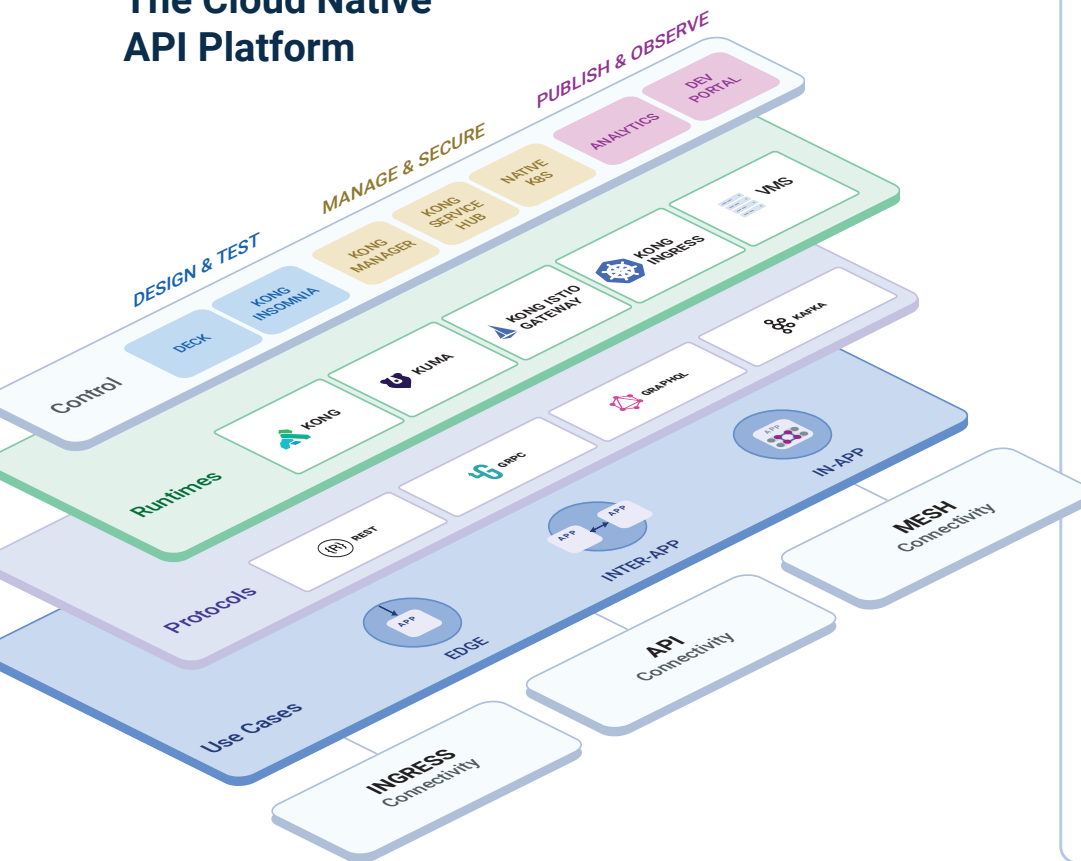 The Cloud Native
API Platform
DESIGN & TEST
MANAGE & SECURE
PUBLISH & OBSERVE
Control
DECK
KONG
INSOMNIA
KONG
MANAGER
KONG
SERVICE
HUB
NATIVE
K8S
ANALYTICS
DEV
PORTAL
Runtimes
KONG
KUMA
KONG ISTIO
GATEWAY
KONG
INGRESS
VMS
Protocols
{R}
REST
GRPC
GRAPHQL
KAFKA
Use Cases
APP
EDGE
APP
APP
INTER-APP
APP
IN-APP
INGRESS
Connectivity
API
Connectivity
MESH
Connectivity